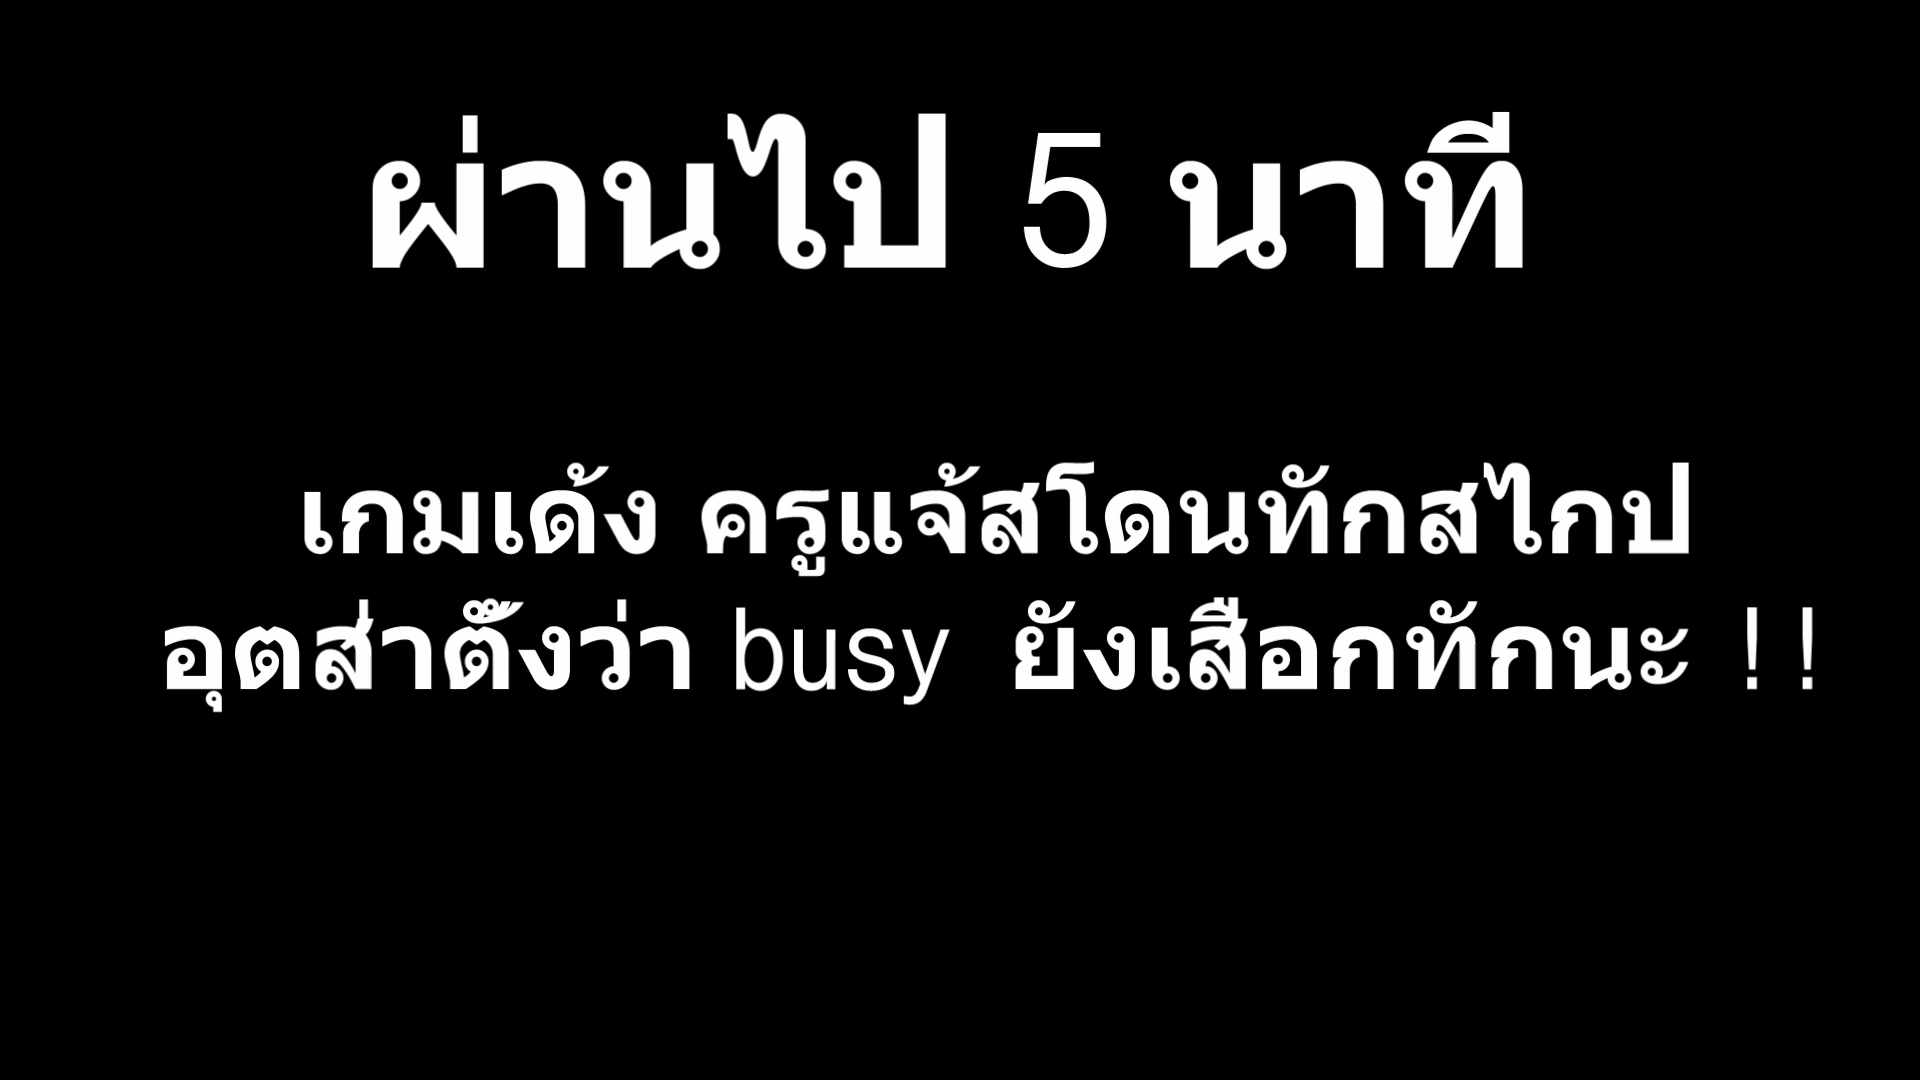 ผ่านไป 5 นาที
เกมเด้ง ครูแจ้สโดนทักสไกป
อุตส่าตั๊งว่า busy ยังเสือกทักนะ !!